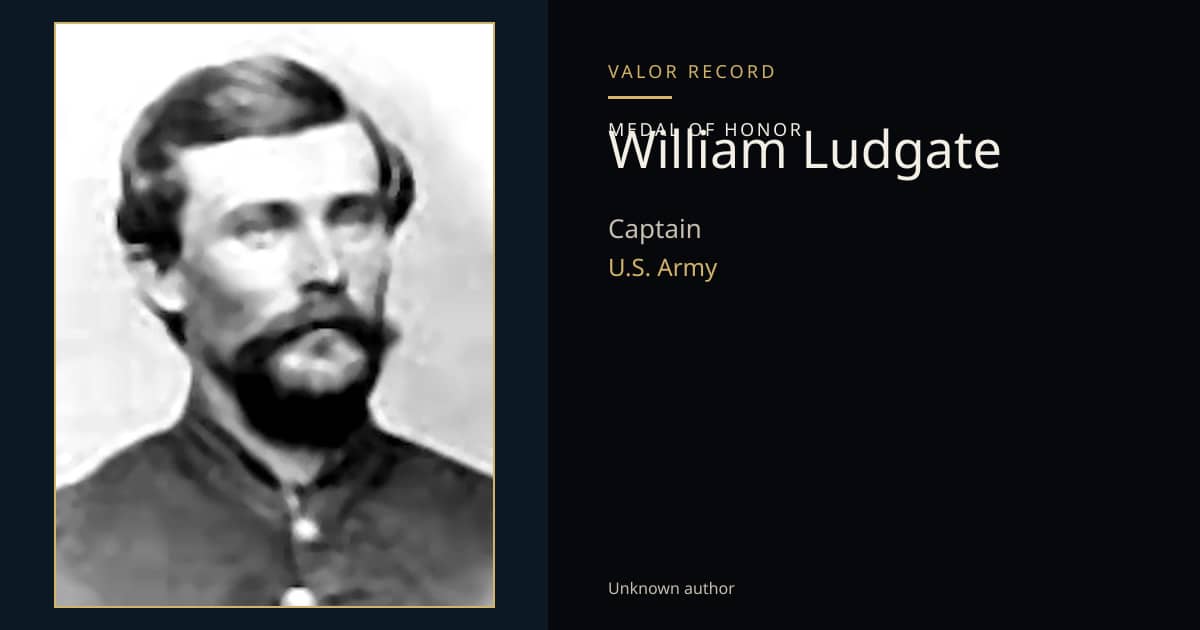 VALOR RECORD
MEDAL OF HONOR
William Ludgate
Captain
U.S. Army
Unknown author